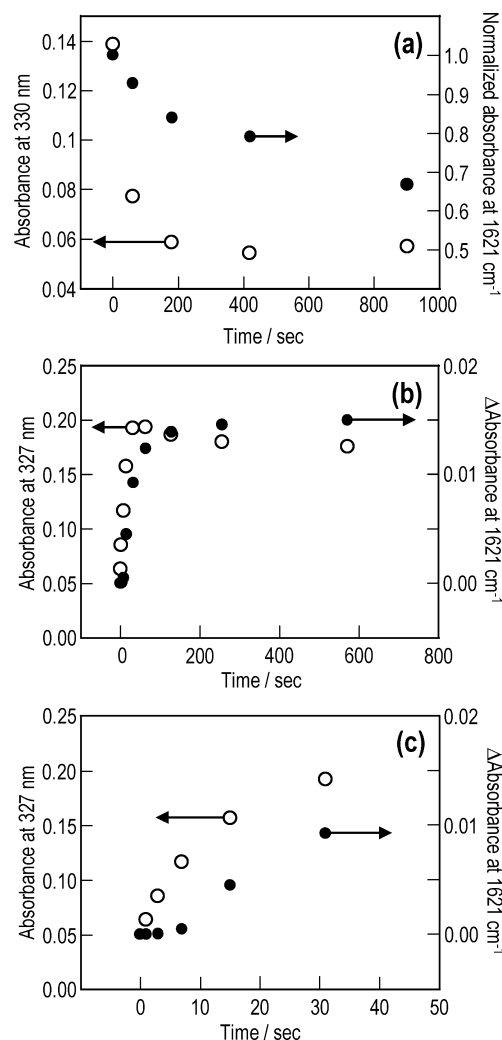 (a)
0.14
0.12
0.1
0.08
0.06
0.04
Absorbance at 330 nm
1.0
0.9
0.8
0.7
0.6
0.5
Normalized absorbance at 1621 cm-1
0 200 400 600 800 1000
Time / sec
(b)
0.25
0.20
0.15
0.10
0.05
0.00
Absorbance at 327 nm
0.02
0.01
0.00
ΔAbsorbance at 1621 cm-1
0 200 400 600 800
Time / sec
(c)
0.25
0.20
0.15
0.10
0.05
0.00
Absorbance at 327 nm
0.02
0.01
0.00
ΔAbsorbance at 1621 cm-1
0 10 20 30 40 50
Time / sec